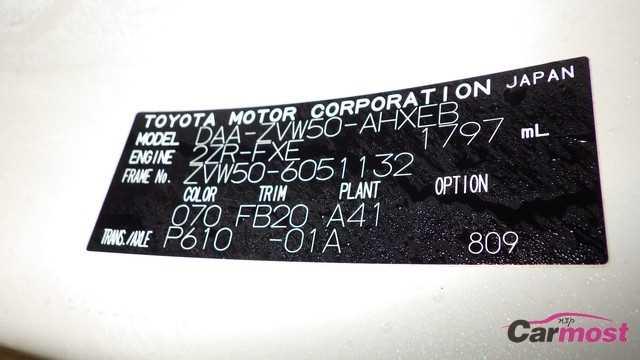 TOYOTA MOTOR CORPORATION JAPAN
MODEL DAA-ZVW50-AHXEB
ENGINE 2ZR-FXE 1797 mL
FRAME No. ZVW50-6051132
COLOR TRIM PLANT OPTION
070 FB20 A41
TRANS./AXLE P610 -01A 809
Carmost